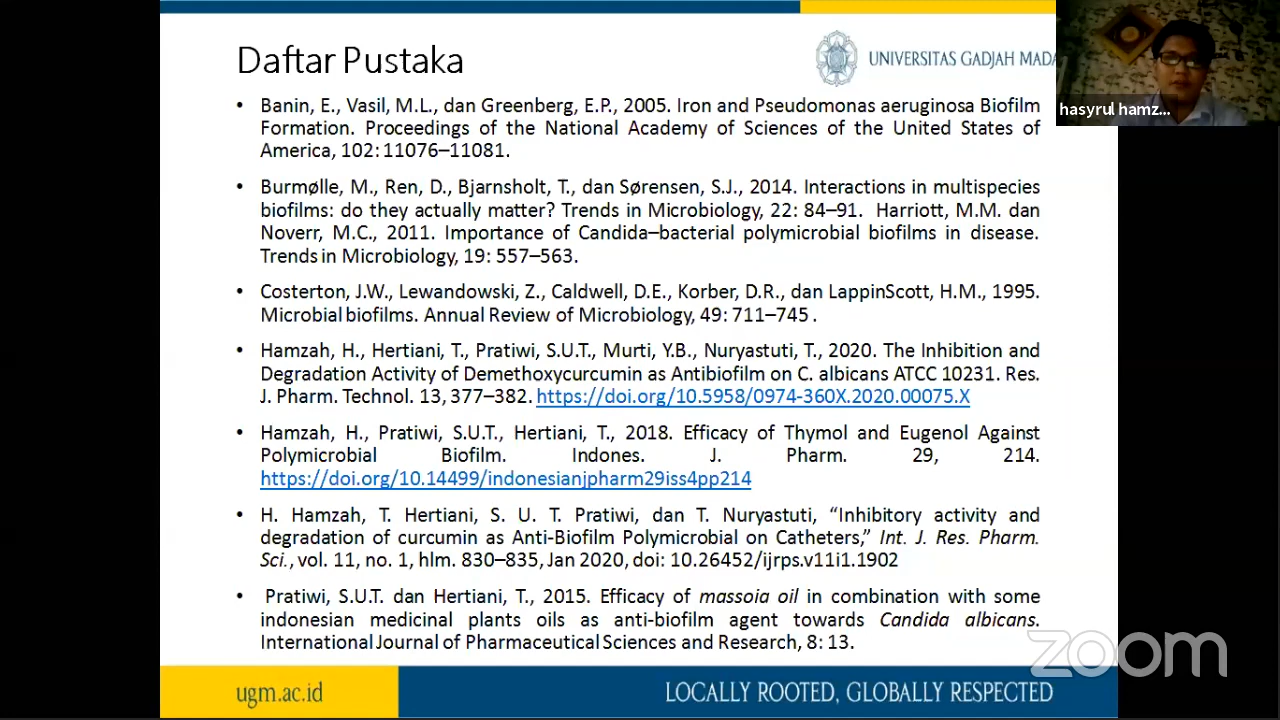 Daftar Pustaka
UNIVERSITAS GADJAH MADA
hasyrul hamz...
• Banin, E., Vasil, M.L., dan Greenberg, E.P., 2005. Iron and Pseudomonas aeruginosa Biofilm
Formation. Proceedings of the National Academy of Sciences of the United States of
America, 102: 11076–11081.
• Burmølle, M., Ren, D., Bjarnsholt, T., dan Sørensen, S.J., 2014. Interactions in multispecies
biofilms: do they actually matter? Trends in Microbiology, 22: 84–91. Harriott, M.M. dan
Noverr, M.C., 2011. Importance of Candida–bacterial polymicrobial biofilms in disease.
Trends in Microbiology, 19: 557–563.
• Costerton, J.W., Lewandowski, Z., Caldwell, D.E., Korber, D.R., dan LappinScott, H.M., 1995.
Microbial biofilms. Annual Review of Microbiology, 49: 711–745 .
• Hamzah, H., Hertiani, T., Pratiwi, S.U.T., Murti, Y.B., Nuryastuti, T., 2020. The Inhibition and
Degradation Activity of Demethoxycurcumin as Antibiofilm on C. albicans ATCC 10231. Res.
J. Pharm. Technol. 13, 377–382. https://doi.org/10.5958/0974-360X.2020.00075.X
• Hamzah, H., Pratiwi, S.U.T., Hertiani, T., 2018. Efficacy of Thymol and Eugenol Against
Polymicrobial Biofilm. Indones. J. Pharm. 29, 214.
https://doi.org/10.14499/indonesianjpharm29iss4pp214
• H. Hamzah, T. Hertiani, S. U. T. Pratiwi, dan T. Nuryastuti, “Inhibitory activity and
degradation of curcumin as Anti-Biofilm Polymicrobial on Catheters,” Int. J. Res. Pharm.
Sci., vol. 11, no. 1, hlm. 830–835, Jan 2020, doi: 10.26452/ijrps.v11i1.1902
• Pratiwi, S.U.T. dan Hertiani, T., 2015. Efficacy of massoia oil in combination with some
indonesian medicinal plants oils as anti-biofilm agent towards Candida albicans.
International Journal of Pharmaceutical Sciences and Research, 8: 13.
zoom
ugm.ac.id
LOCALLY ROOTED, GLOBALLY RESPECTED